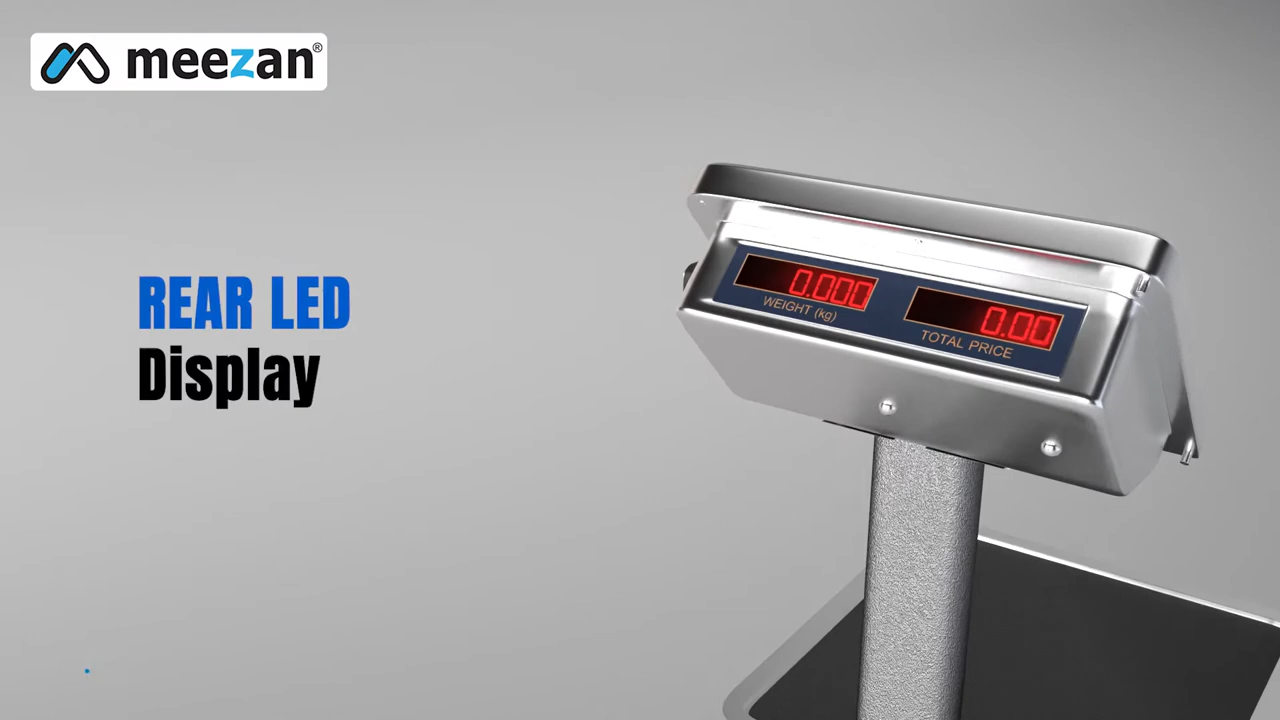 meezan®
REAR LED
Display
0.000
WEIGHT (kg)
0.00
TOTAL PRICE